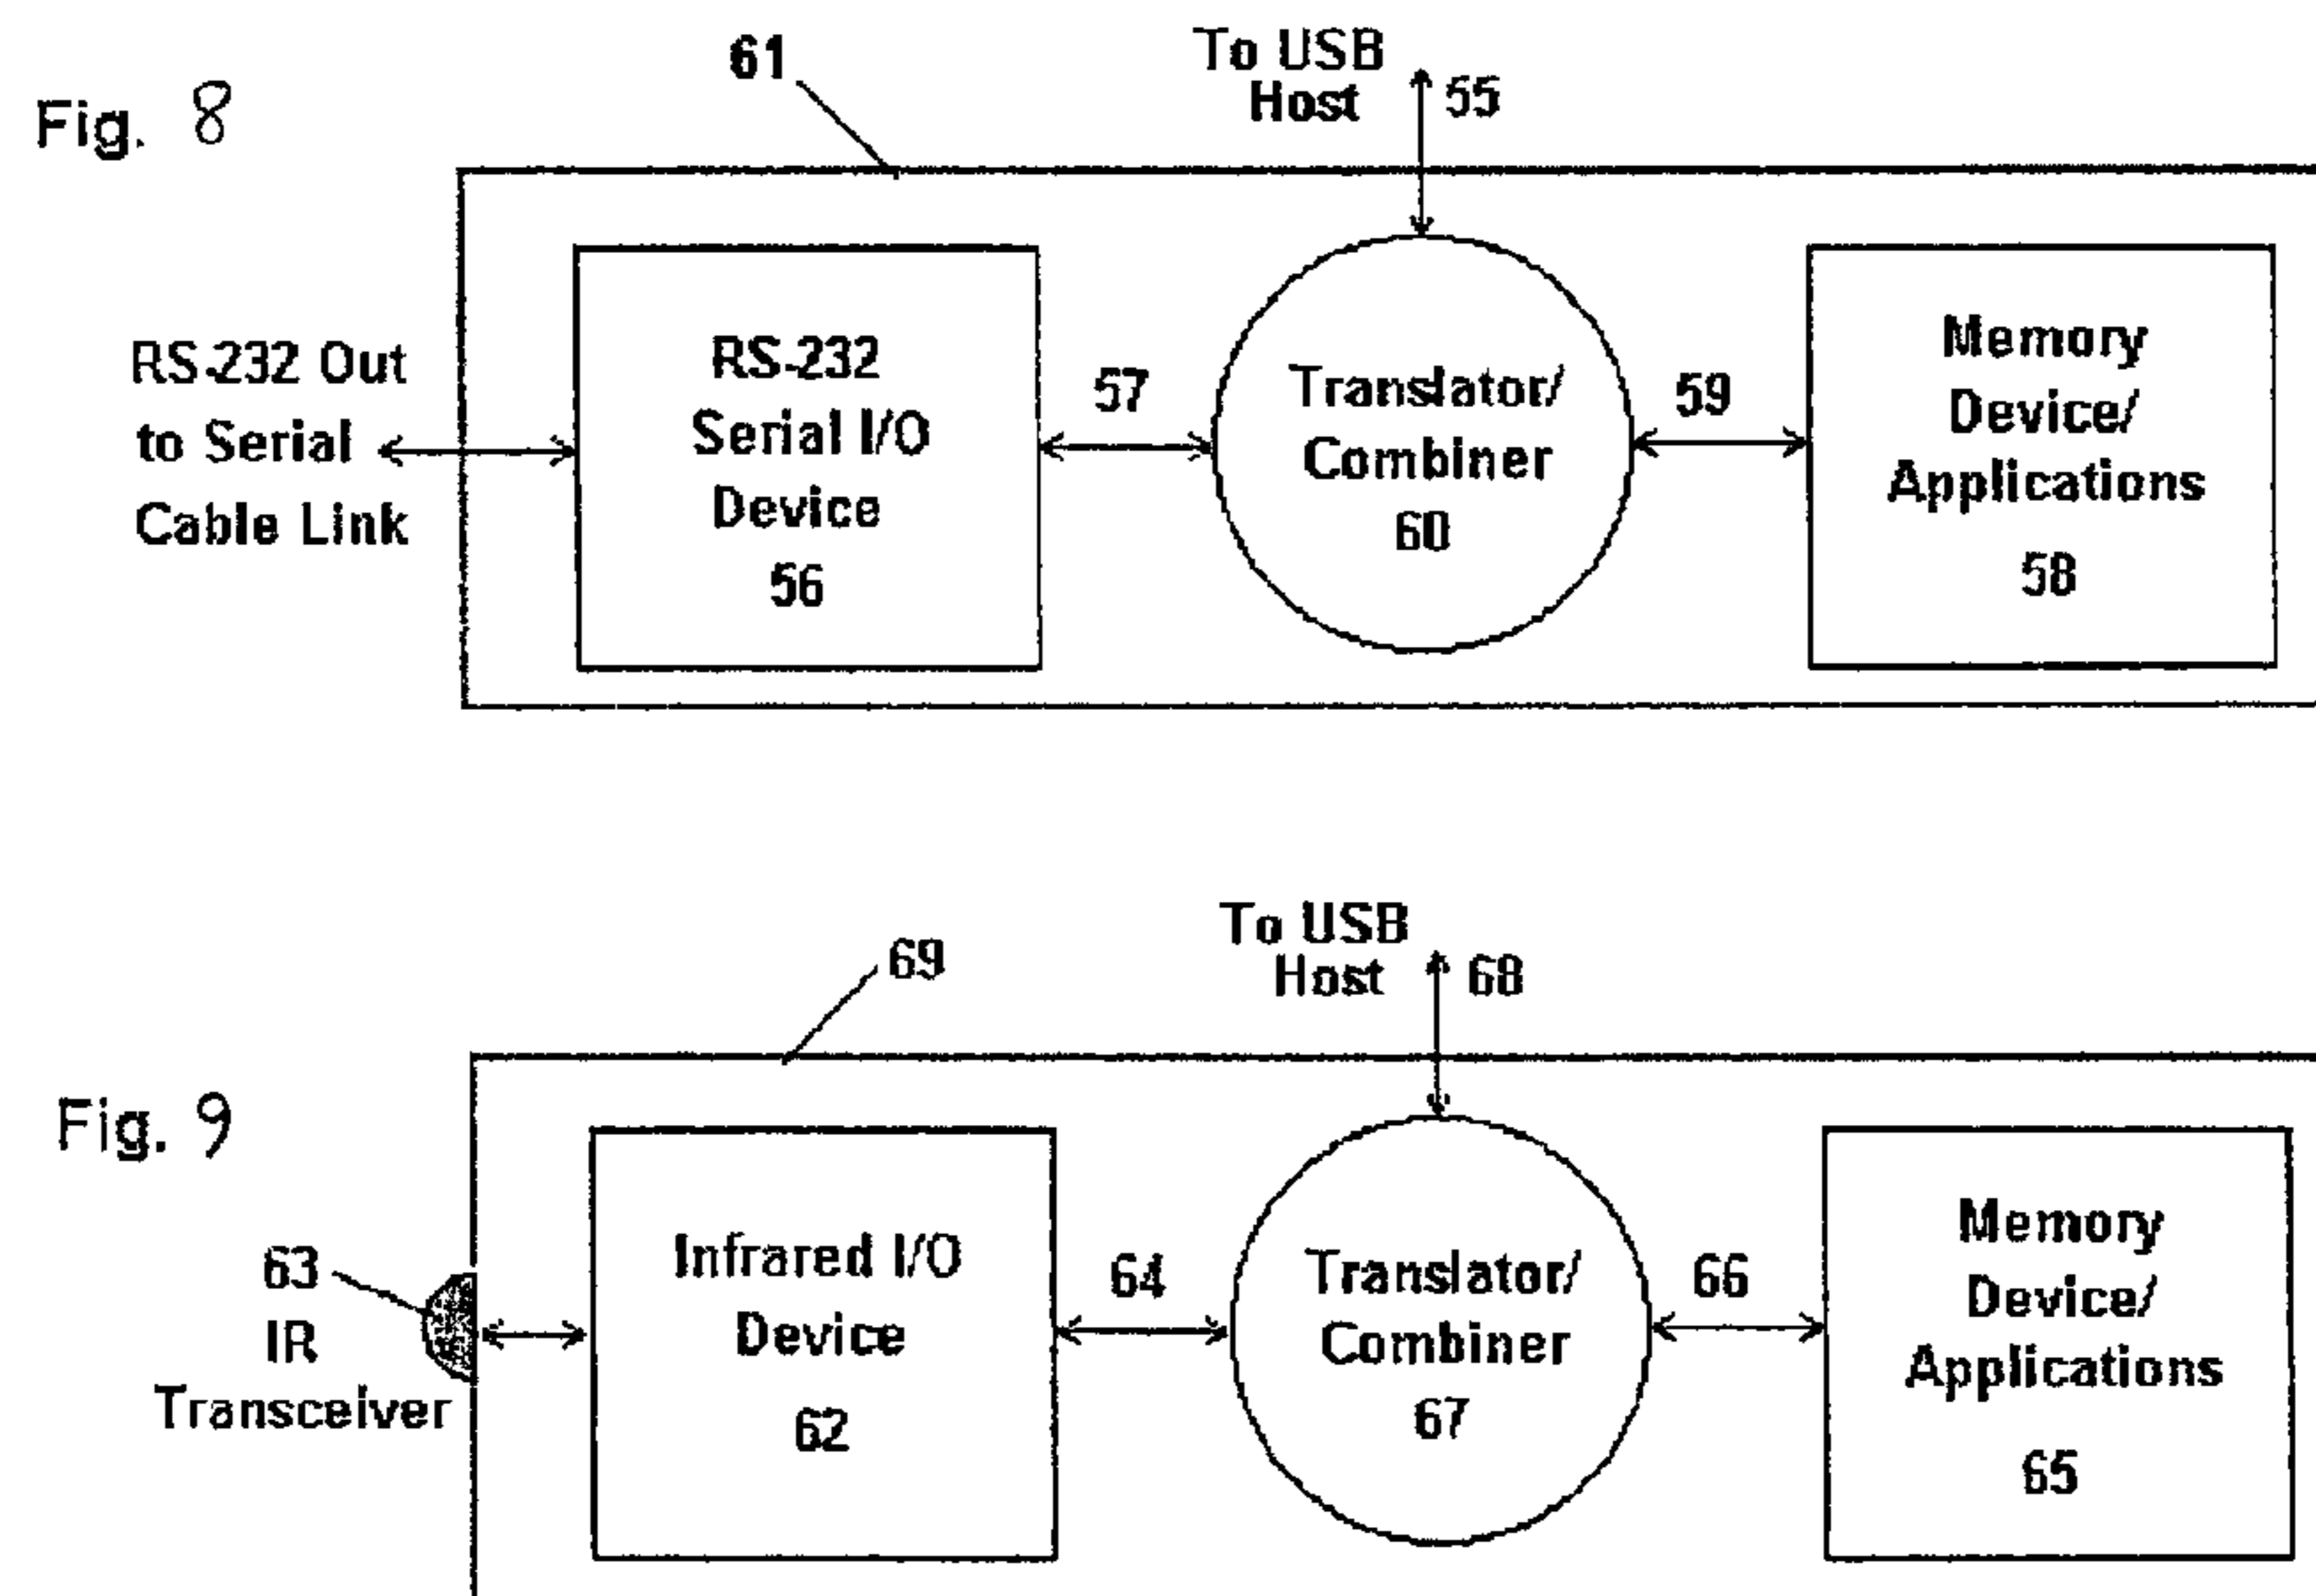 Fig. 8
61
To USB
Host
55
RS-232 Out
to Serial
Cable Link
RS-232
Serial I/O
Device
56
57
Translator/
Combiner
60
59
Memory
Device/
Applications
58
To USB
Host
68
69
Fig. 9
63
IR
Transceiver
Infrared I/O
Device
62
64
Translator/
Combiner
67
66
Memory
Device/
Applications
65